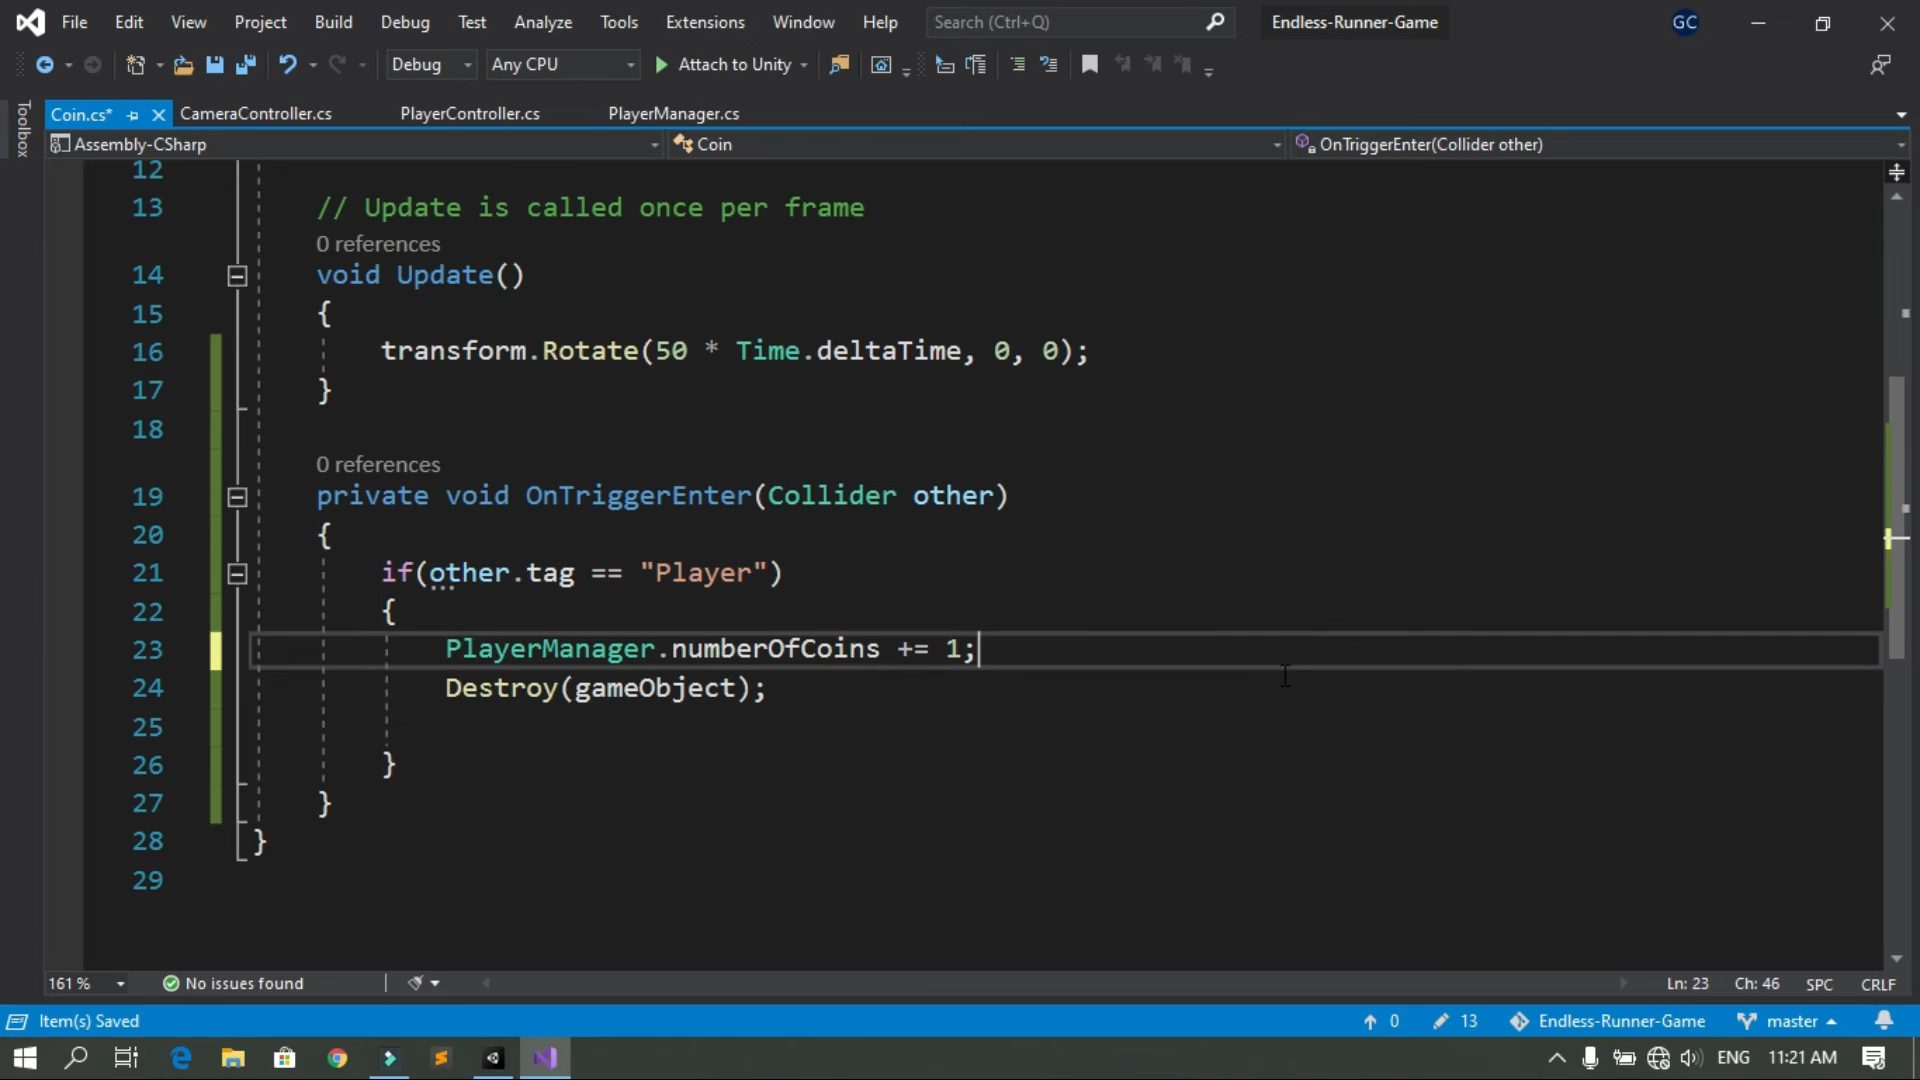 File Edit View Project Build Debug Test Analyze Tools Extensions Window Help Search (Ctrl+Q) Endless-Runner-Game GC
Debug Any CPU Attach to Unity
Toolbox
Coin.cs* CameraController.cs PlayerController.cs PlayerManager.cs
Assembly-CSharp Coin OnTriggerEnter(Collider other)
12
13 // Update is called once per frame
0 references
14 void Update()
15 {
16 transform.Rotate(50 * Time.deltaTime, 0, 0);
17 }
18
0 references
19 private void OnTriggerEnter(Collider other)
20 {
21 if(other.tag == "Player")
22 {
23 PlayerManager.numberOfCoins += 1;
24 Destroy(gameObject);
25
26 }
27 }
28 }
29
161 % No issues found Ln: 23 Ch: 46 SPC CRLF
Item(s) Saved 0 13 Endless-Runner-Game master
ENG 11:21 AM